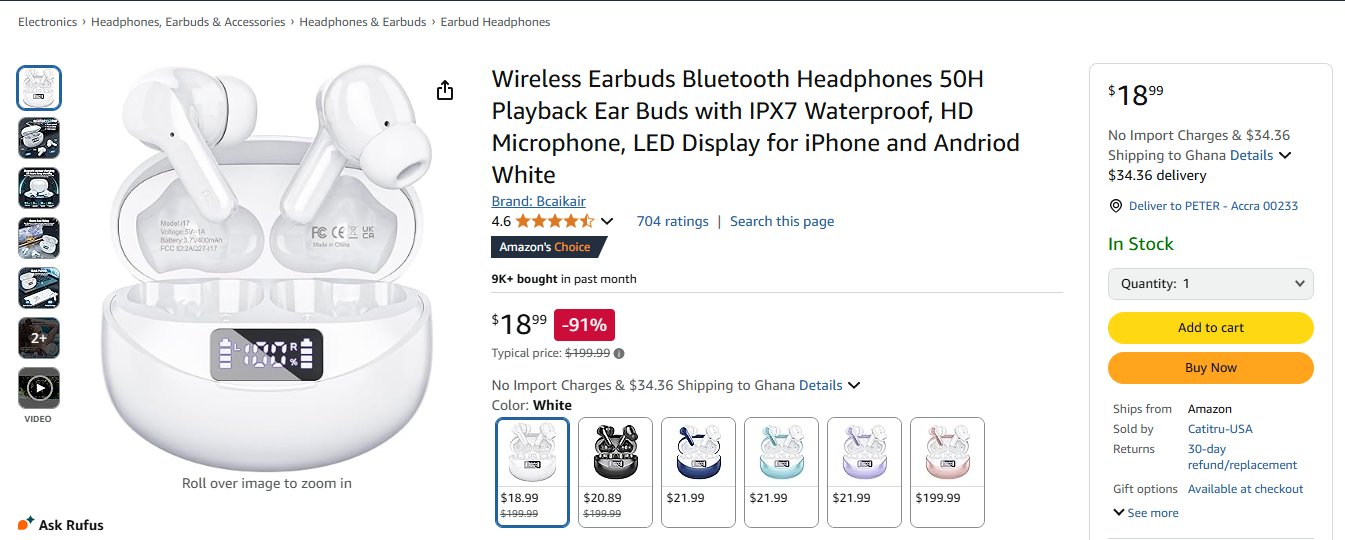 Electronics › Headphones, Earbuds & Accessories › Headphones & Earbuds › Earbud Headphones
2+
VIDEO
Model:i17
Voltage:5V⎓1A
Battery:3.7V/400mAh
FCC ID:2AQ27-I17
FC CE UK CA
Made in China
L 100 % R
Roll over image to zoom in
Ask Rufus
Wireless Earbuds Bluetooth Headphones 50H
Playback Ear Buds with IPX7 Waterproof, HD
Microphone, LED Display for iPhone and Andriod
White
Brand: Bcaikair
4.6 704 ratings | Search this page
Amazon's Choice
9K+ bought in past month
$1899 -91%
Typical price: $199.99
No Import Charges & $34.36 Shipping to Ghana Details
Color: White
$18.99 $20.89 $21.99 $21.99 $21.99 $199.99
$199.99 $199.99
$1899
No Import Charges & $34.36
Shipping to Ghana Details
$34.36 delivery
Deliver to PETER - Accra 00233
In Stock
Quantity: 1
Add to cart
Buy Now
Ships from Amazon
Sold by Catitru-USA
Returns 30-day
refund/replacement
Gift options Available at checkout
See more